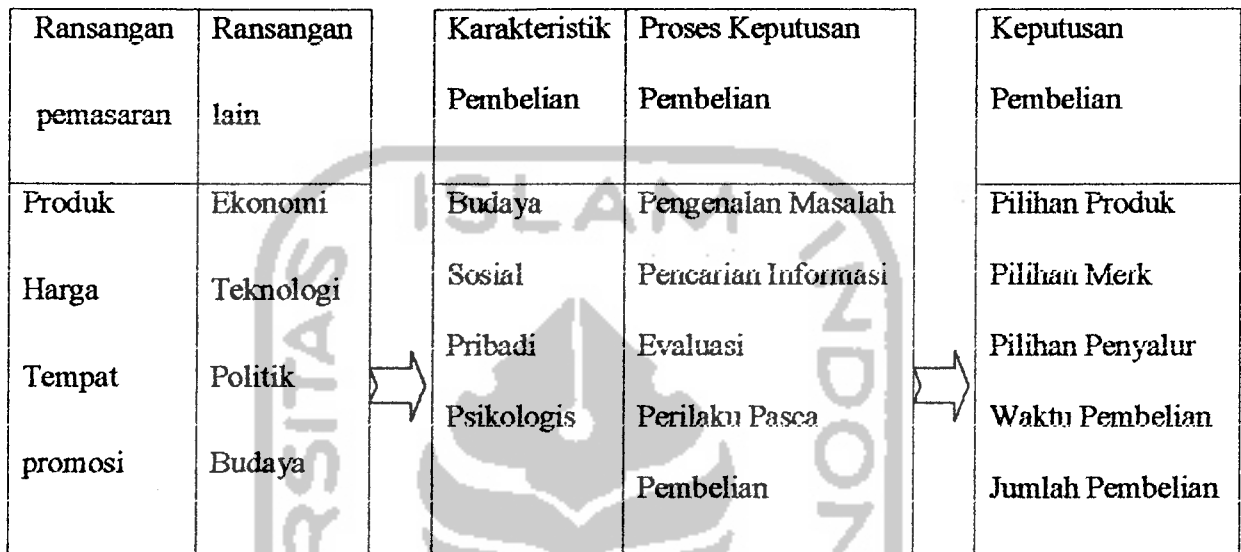 Ransangan pemasaran
Ransangan lain
Karakteristik Pembelian
Proses Keputusan Pembelian
Keputusan Pembelian
Produk
Harga
Tempat
promosi
Ekonomi
Teknologi
Politik
Budaya
Budaya
Sosial
Pribadi
Psikologis
Pengenalan Masalah
Pencarian Informasi
Evaluasi
Perilaku Pasca
Pembelian
Pilihan Produk
Pilihan Merk
Pilihan Penyalur
Waktu Pembelian
Jumlah Pembelian
ISLAM